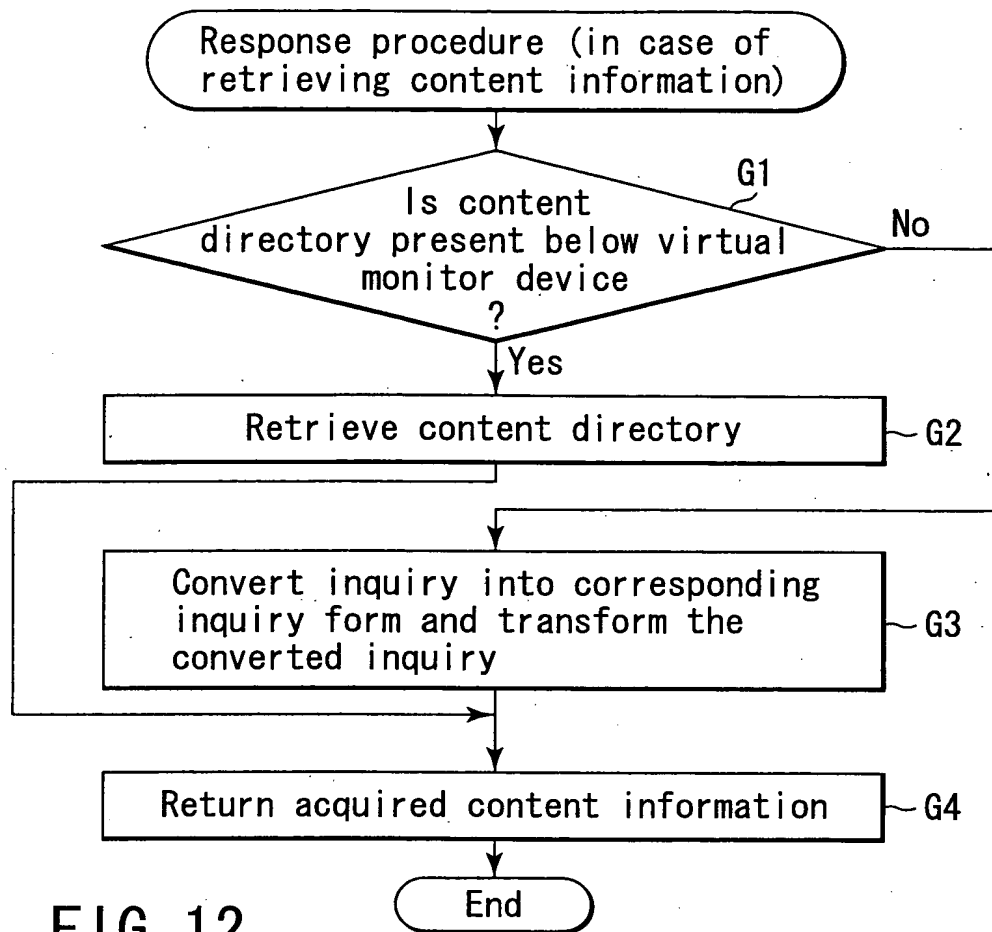 Response procedure (in case of
retrieving content information)
G1
Is content
directory present below virtual
monitor device
?
No
Yes
Retrieve content directory
G2
Convert inquiry into corresponding
inquiry form and transform the
converted inquiry
G3
Return acquired content information
G4
End
FIG. 12